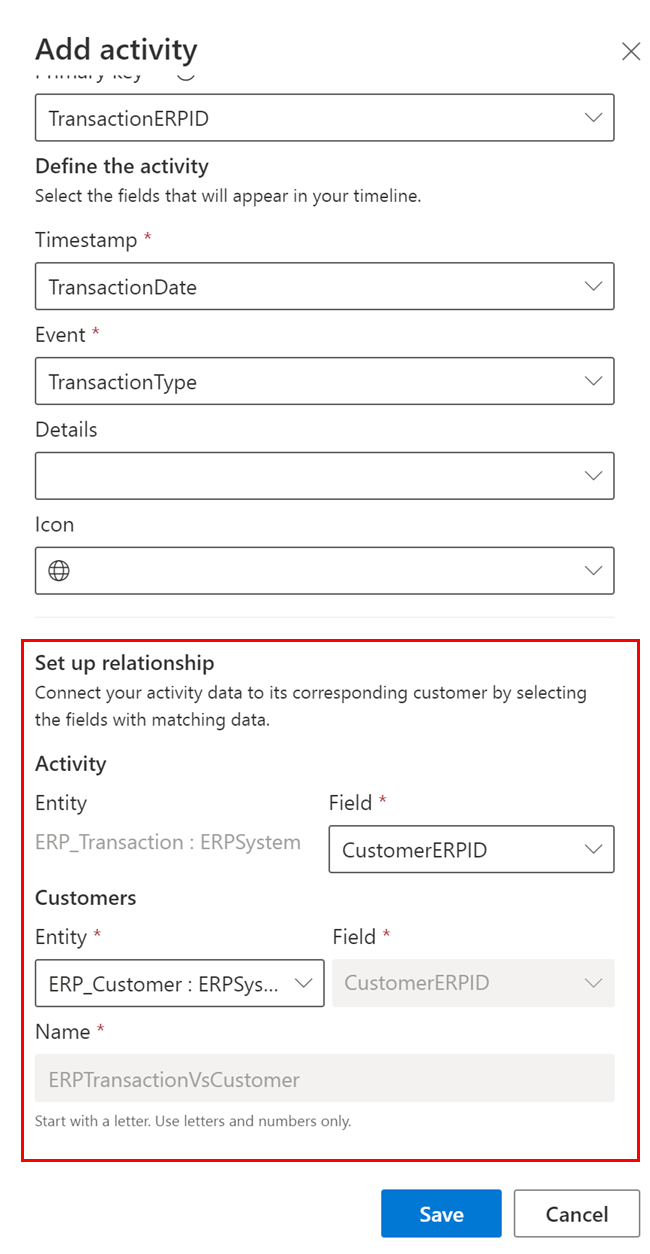 Add activity
Primary key
TransactionERPID
Define the activity
Select the fields that will appear in your timeline.
Timestamp *
TransactionDate
Event *
TransactionType
Details
Icon
Set up relationship
Connect your activity data to its corresponding customer by selecting
the fields with matching data.
Activity
Entity
Field *
ERP_Transaction : ERPSystem
CustomerERPID
Customers
Entity *
Field *
ERP_Customer : ERPSys...
CustomerERPID
Name *
ERPTransactionVsCustomer
Start with a letter. Use letters and numbers only.
Save
Cancel